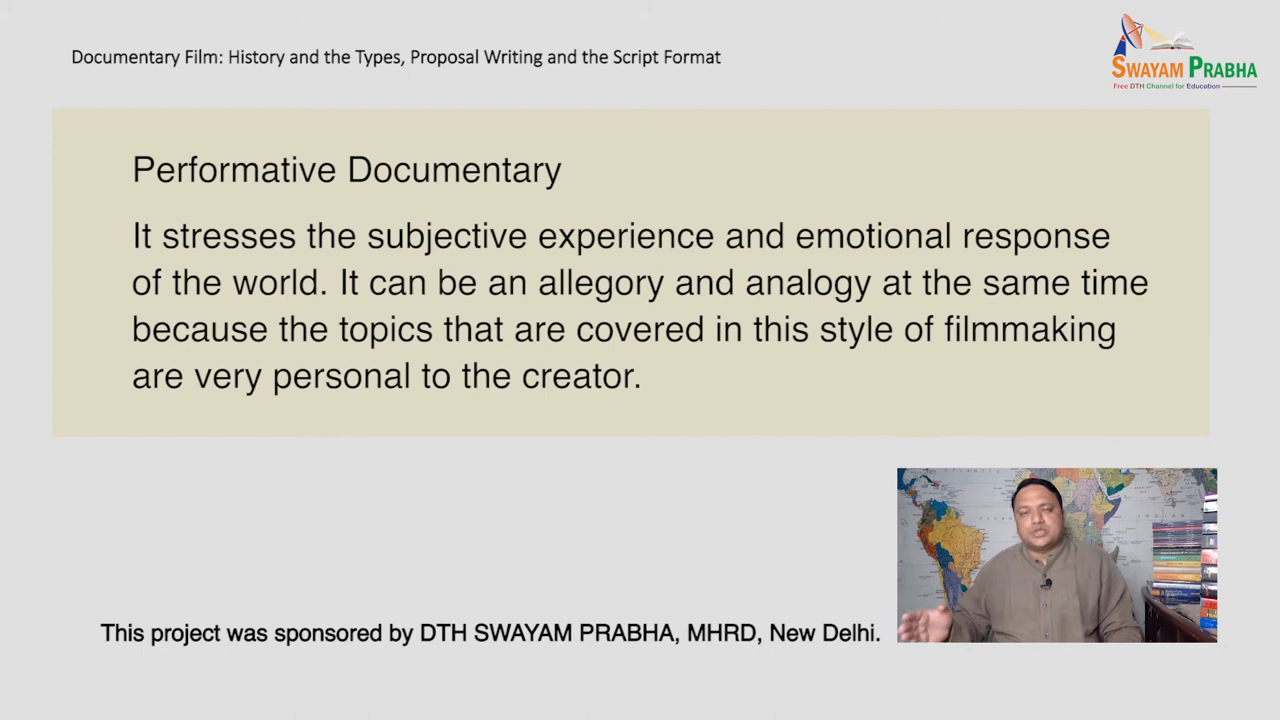 Documentary Film: History and the Types, Proposal Writing and the Script Format
SWAYAM PRABHA
Free DTH Channel for Education
Performative Documentary
It stresses the subjective experience and emotional response
of the world. It can be an allegory and analogy at the same time
because the topics that are covered in this style of filmmaking
are very personal to the creator.
This project was sponsored by DTH SWAYAM PRABHA, MHRD, New Delhi.